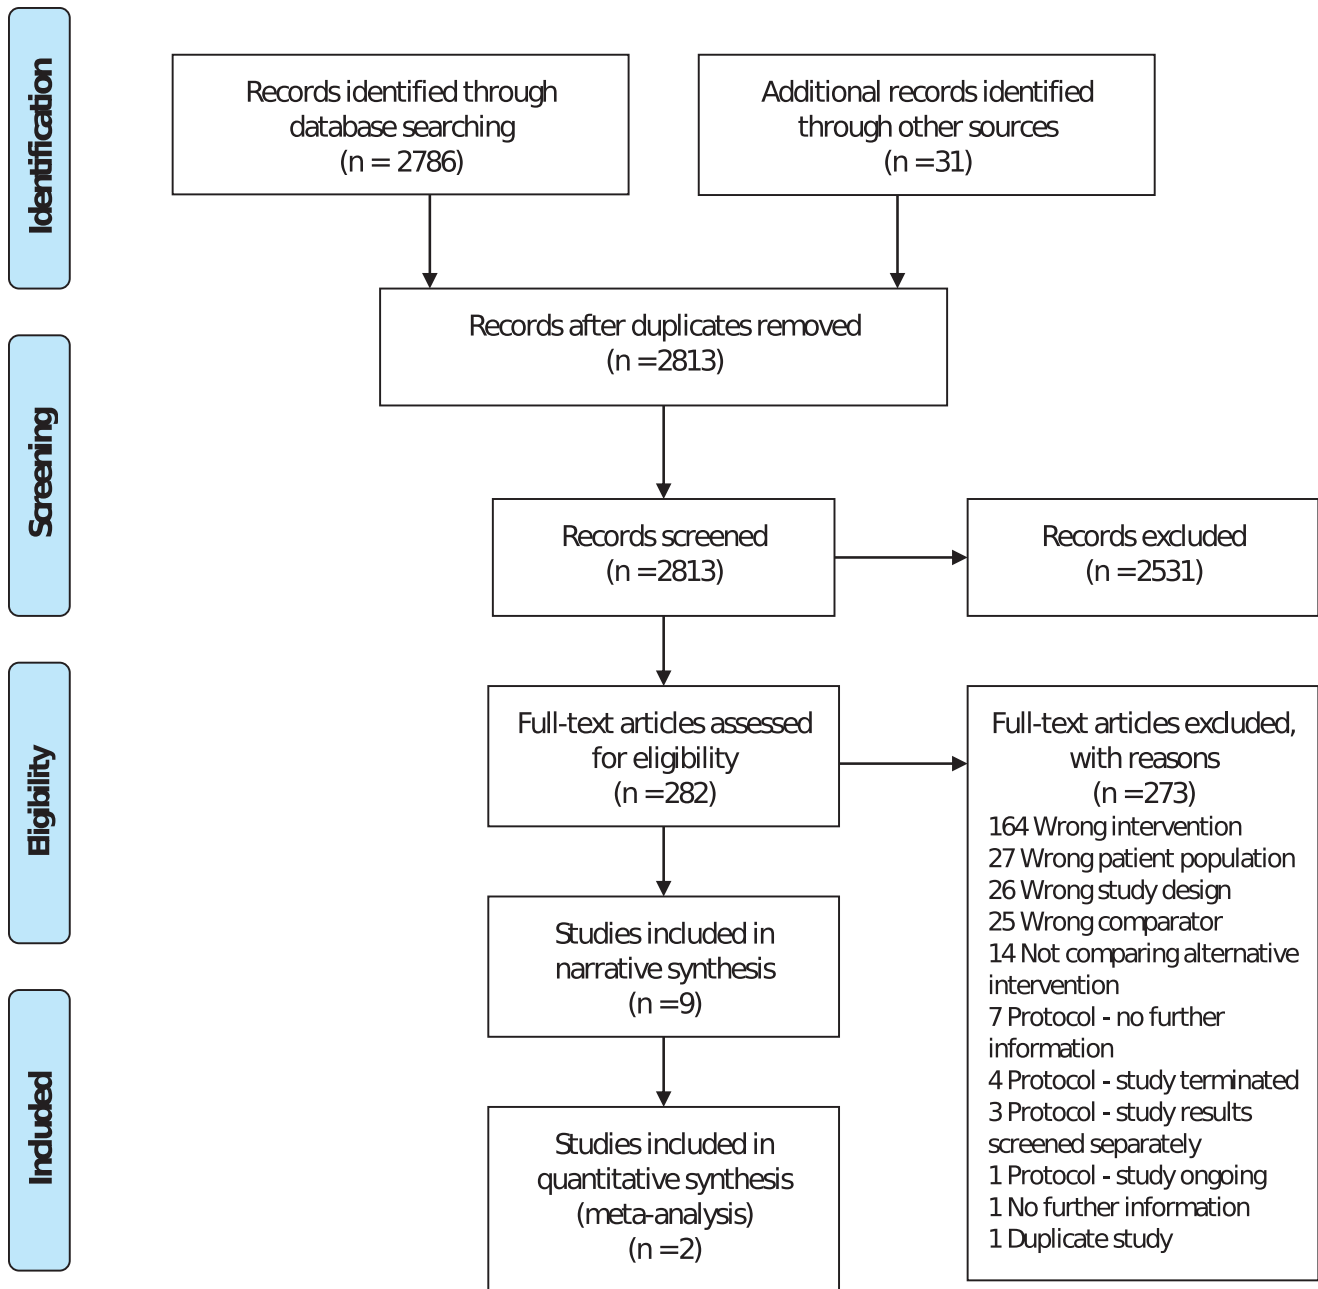 Identification
Records identified through
database searching
(n = 2786)
Additional records identified
through other sources
(n =31)
Records after duplicates removed
(n =2813)
Screening
Records screened
(n =2813)
Records excluded
(n =2531)
Eligibility
Full-text articles assessed
for eligibility
(n =282)
Full-text articles excluded,
with reasons
(n =273)
164 Wrong intervention
27 Wrong patient population
26 Wrong study design
25 Wrong comparator
14 Not comparing alternative
intervention
7 Protocol - no further
information
4 Protocol - study terminated
3 Protocol - study results
screened separately
1 Protocol - study ongoing
1 No further information
1 Duplicate study
Studies included in
narrative synthesis
(n =9)
Included
Studies included in
quantitative synthesis
(meta-analysis)
(n =2)